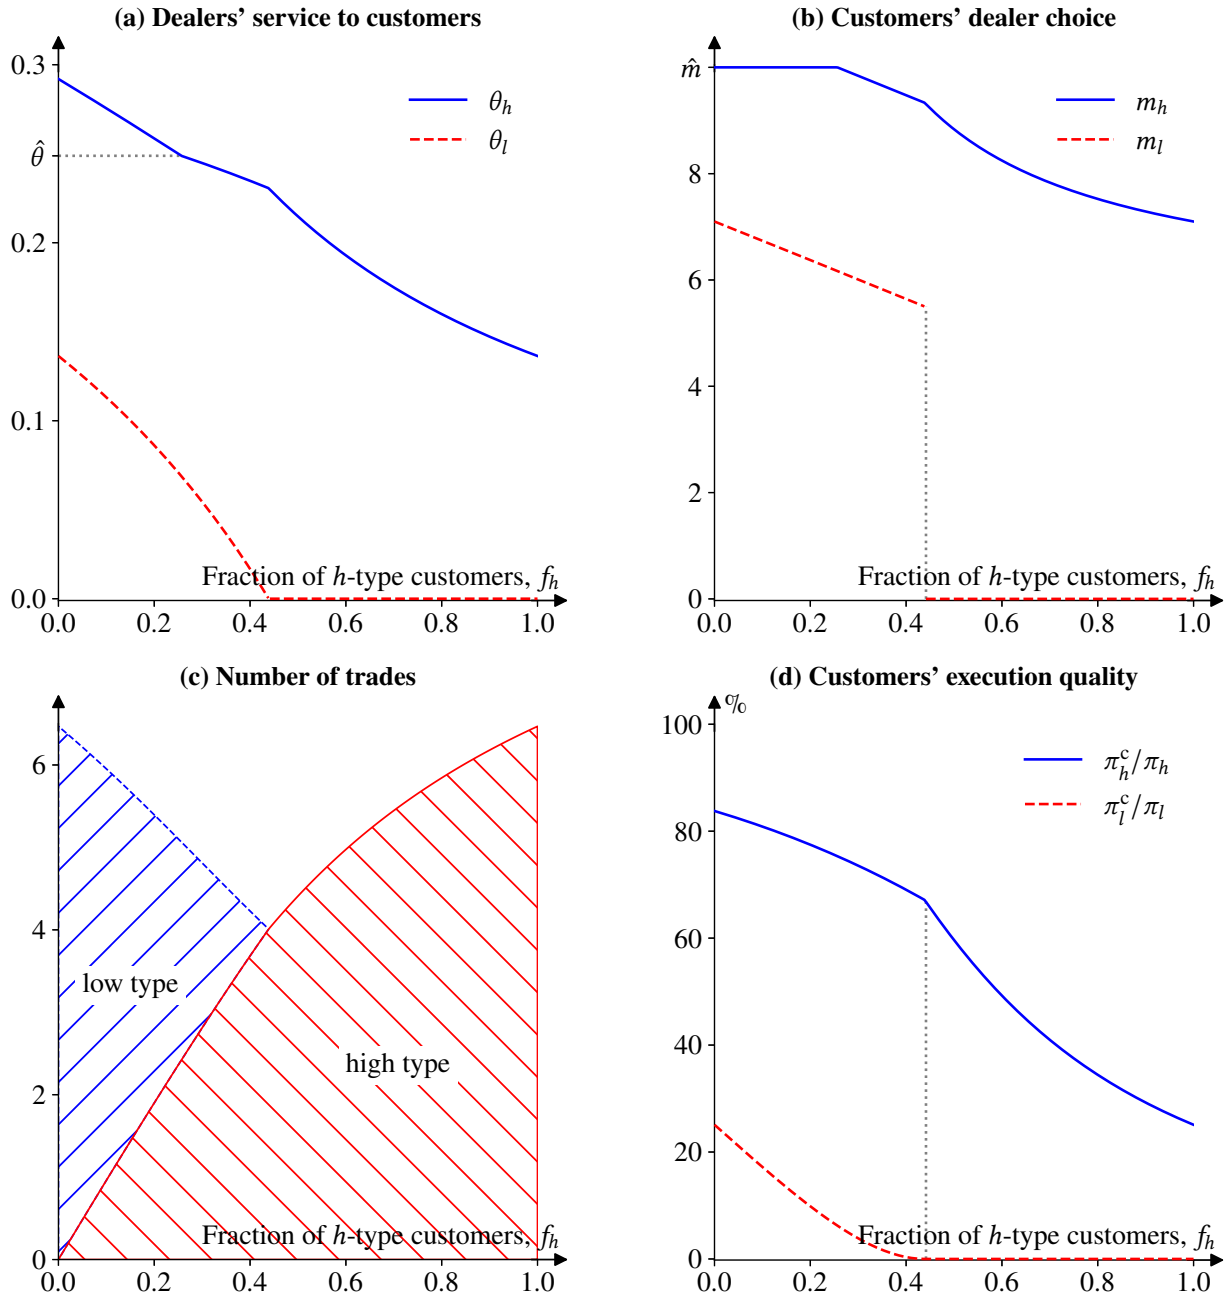 (a) Dealers’ service to customers
0.3
θ̂
0.2
0.1
0.0
θ_h
θ_l
Fraction of h-type customers, f_h
0.0 0.2 0.4 0.6 0.8 1.0
(b) Customers’ dealer choice
m̂
8
6
4
2
0
m_h
m_l
Fraction of h-type customers, f_h
0.0 0.2 0.4 0.6 0.8 1.0
(c) Number of trades
6
4
2
0
low type
high type
Fraction of h-type customers, f_h
0.0 0.2 0.4 0.6 0.8 1.0
(d) Customers’ execution quality
%
100
80
60
40
20
0
π_h^c/π_h
π_l^c/π_l
Fraction of h-type customers, f_h
0.0 0.2 0.4 0.6 0.8 1.0